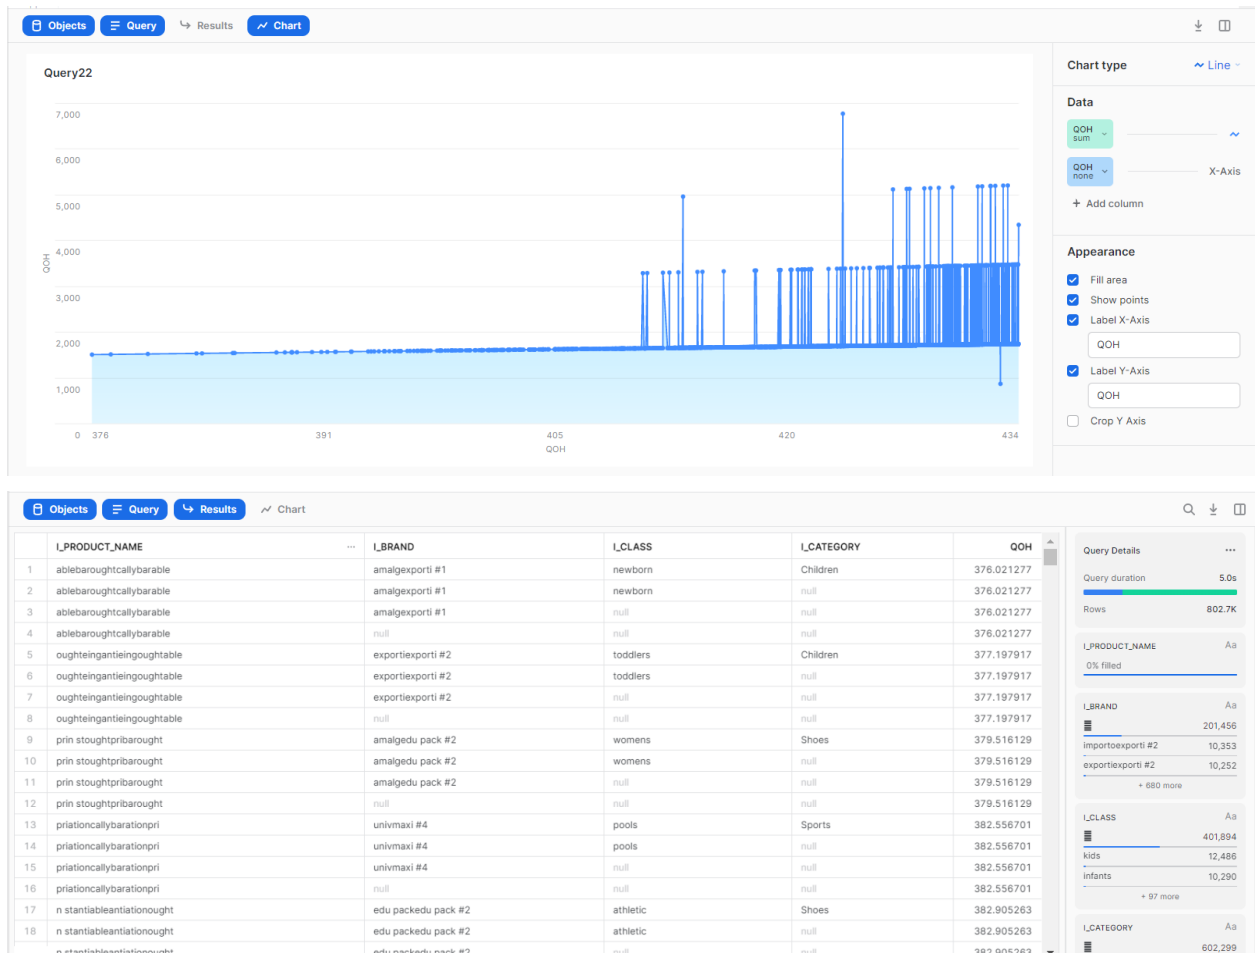 Objects Query Results Chart
Query22
Chart type Line
7,000
6,000
5,000
4,000
3,000
2,000
1,000
0
QOH
376 391 405 420 434
QOH
Data
QOH sum
QOH none X-Axis
+ Add column
Appearance
Fill area
Show points
Label X-Axis
QOH
Label Y-Axis
QOH
Crop Y Axis
Objects Query Results Chart
I_PRODUCT_NAME ... I_BRAND I_CLASS I_CATEGORY QOH
1 ablebaroughtcallybarable amalgexporti #1 newborn Children 376.021277
2 ablebaroughtcallybarable amalgexporti #1 newborn null 376.021277
3 ablebaroughtcallybarable amalgexporti #1 null null 376.021277
4 ablebaroughtcallybarable null null null 376.021277
5 oughteingantieingoughtable exportiexporti #2 toddlers Children 377.197917
6 oughteingantieingoughtable exportiexporti #2 toddlers null 377.197917
7 oughteingantieingoughtable exportiexporti #2 null null 377.197917
8 oughteingantieingoughtable null null null 377.197917
9 prin stoughtpribarought amalgedu pack #2 womens Shoes 379.516129
10 prin stoughtpribarought amalgedu pack #2 womens null 379.516129
11 prin stoughtpribarought amalgedu pack #2 null null 379.516129
12 prin stoughtpribarought null null null 379.516129
13 priationcallybarationpri univmaxi #4 pools Sports 382.556701
14 priationcallybarationpri univmaxi #4 pools null 382.556701
15 priationcallybarationpri univmaxi #4 null null 382.556701
16 priationcallybarationpri null null null 382.556701
17 n stantiableantiationought edu packedu pack #2 athletic Shoes 382.905263
18 n stantiableantiationought edu packedu pack #2 athletic null 382.905263
n stantiableantiationought edu packedu pack #2 null null 382.905263
Query Details ...
Query duration 5.0s
Rows 802.7K
I_PRODUCT_NAME Aa
0% filled
I_BRAND Aa
201,456
importoexporti #2 10,353
exportiexporti #2 10,252
+ 680 more
I_CLASS Aa
401,894
kids 12,486
infants 10,290
+ 97 more
I_CATEGORY Aa
602,299